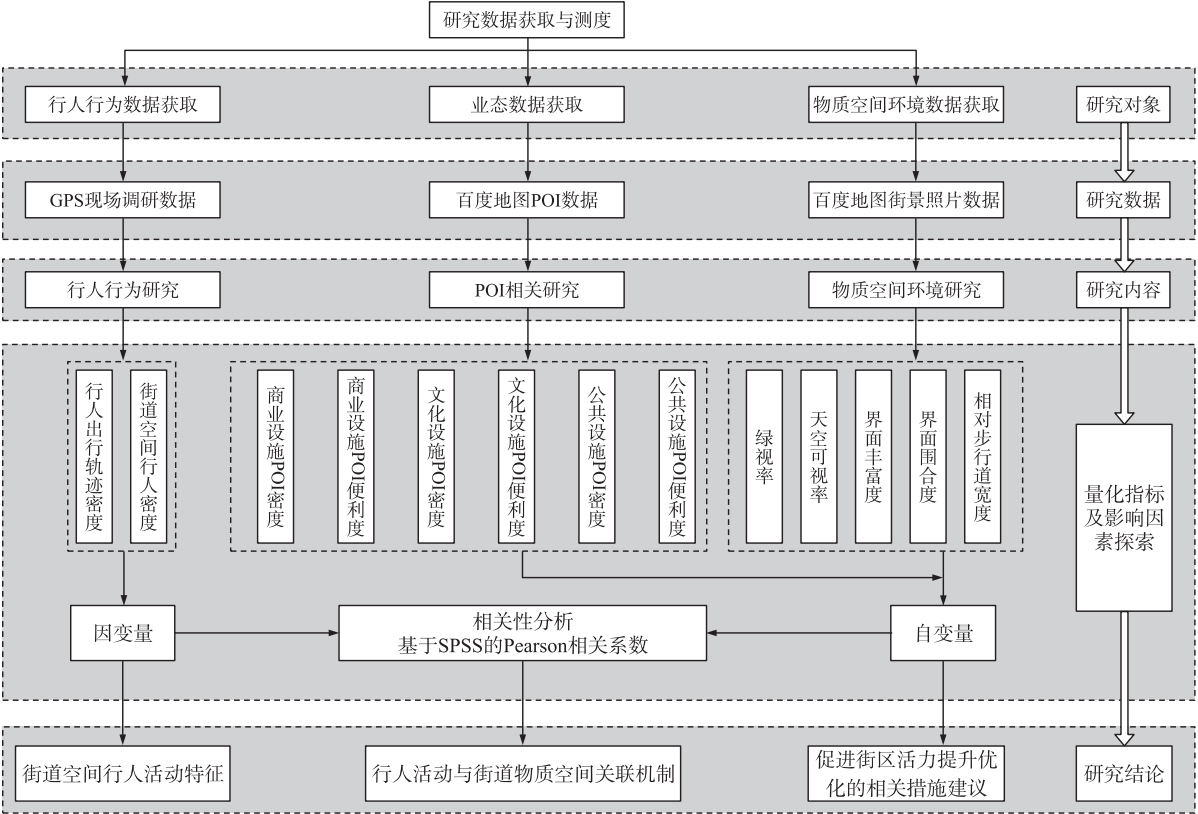 研究数据获取与测度
行人行为数据获取
业态数据获取
物质空间环境数据获取
研究对象
GPS现场调研数据
百度地图POI数据
百度地图街景照片数据
研究数据
行人行为研究
POI相关研究
物质空间环境研究
研究内容
行人出行轨迹密度
街道空间行人密度
商业设施POI密度
商业设施POI便利度
文化设施POI密度
文化设施POI便利度
公共设施POI密度
公共设施POI便利度
绿视率
天空可视率
界面丰富度
界面围合度
相对步行道宽度
量化指标
及影响因
素探索
因变量
相关性分析
基于SPSS的Pearson相关系数
自变量
街道空间行人活动特征
行人活动与街道物质空间关联机制
促进街区活力提升优
化的相关措施建议
研究结论